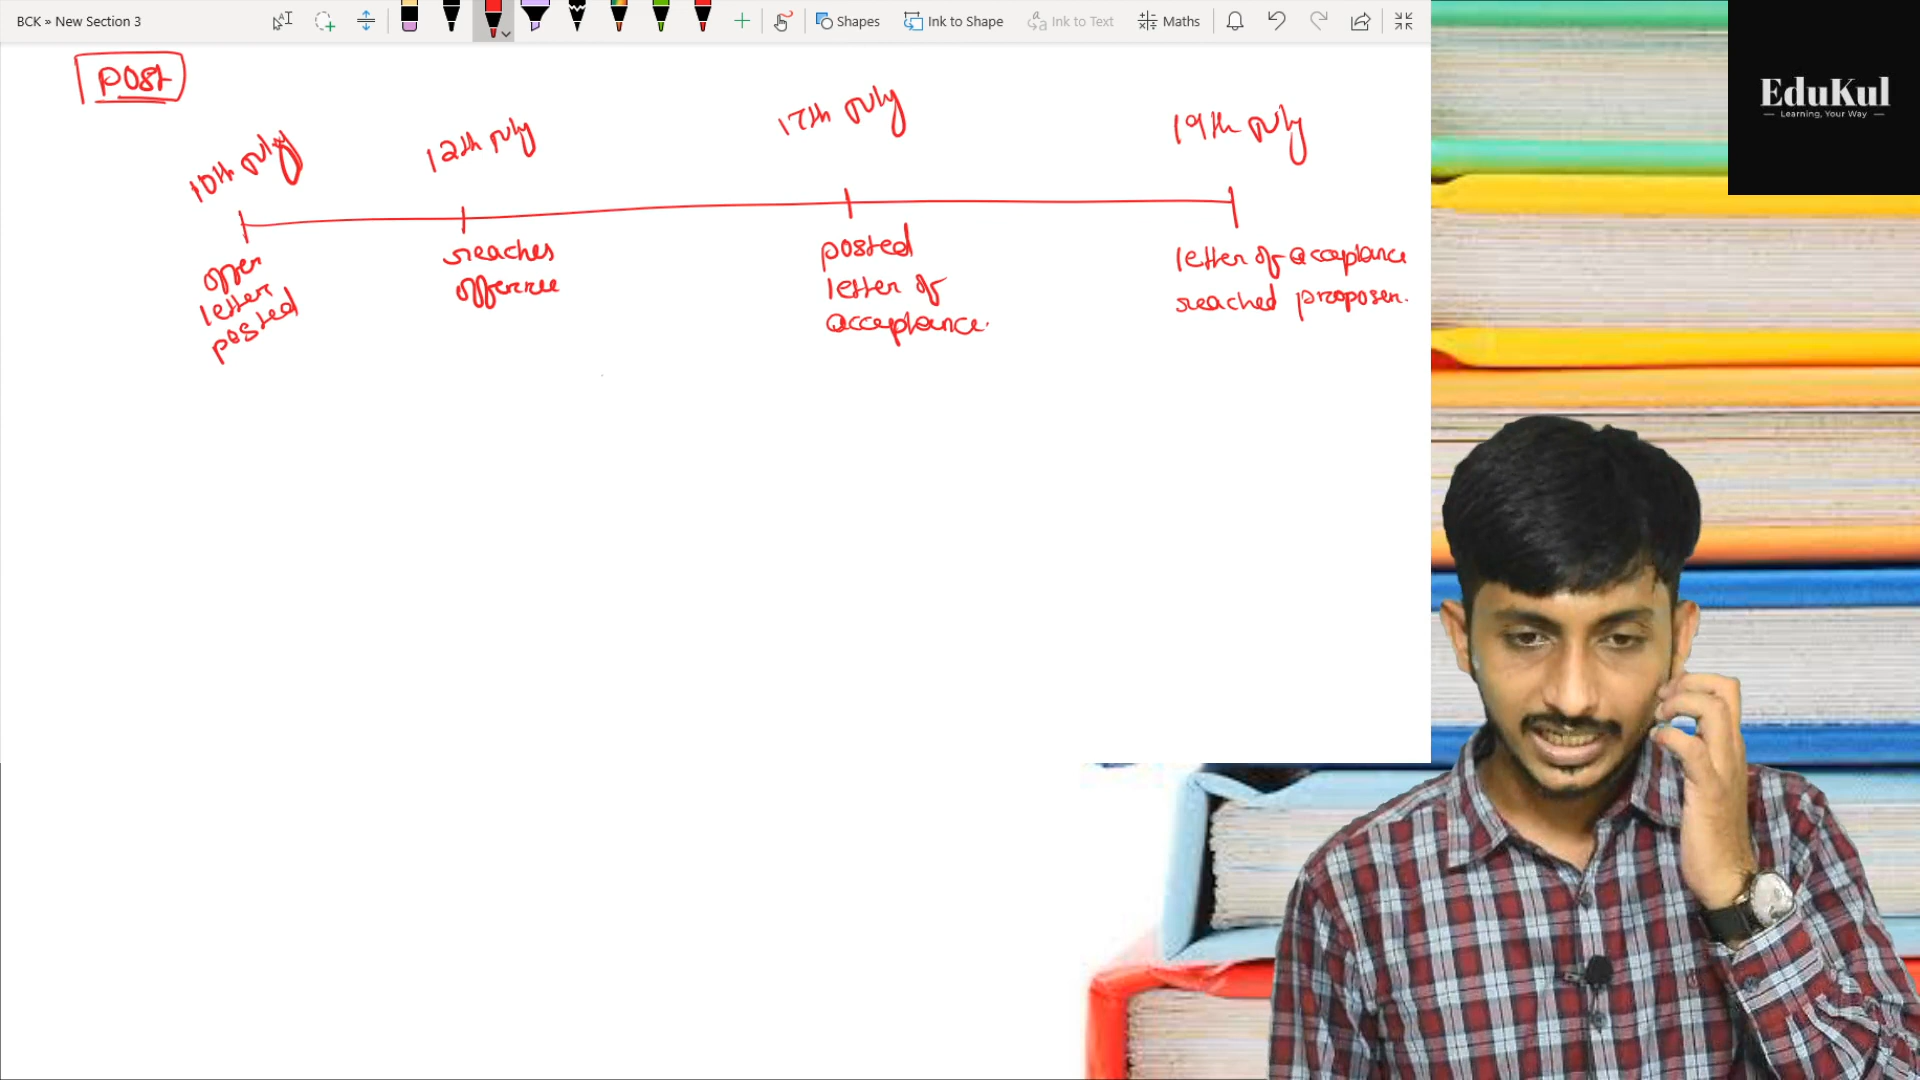 BCK » New Section 3
Shapes
Ink to Shape
Ink to Text
Maths
EduKul
Learning, Your Way
Post
10th July
12th July
17th July
19th July
offer
letter
posted
reaches
offeree
posted
letter of
acceptance.
letter of acceptance
reached proposer.